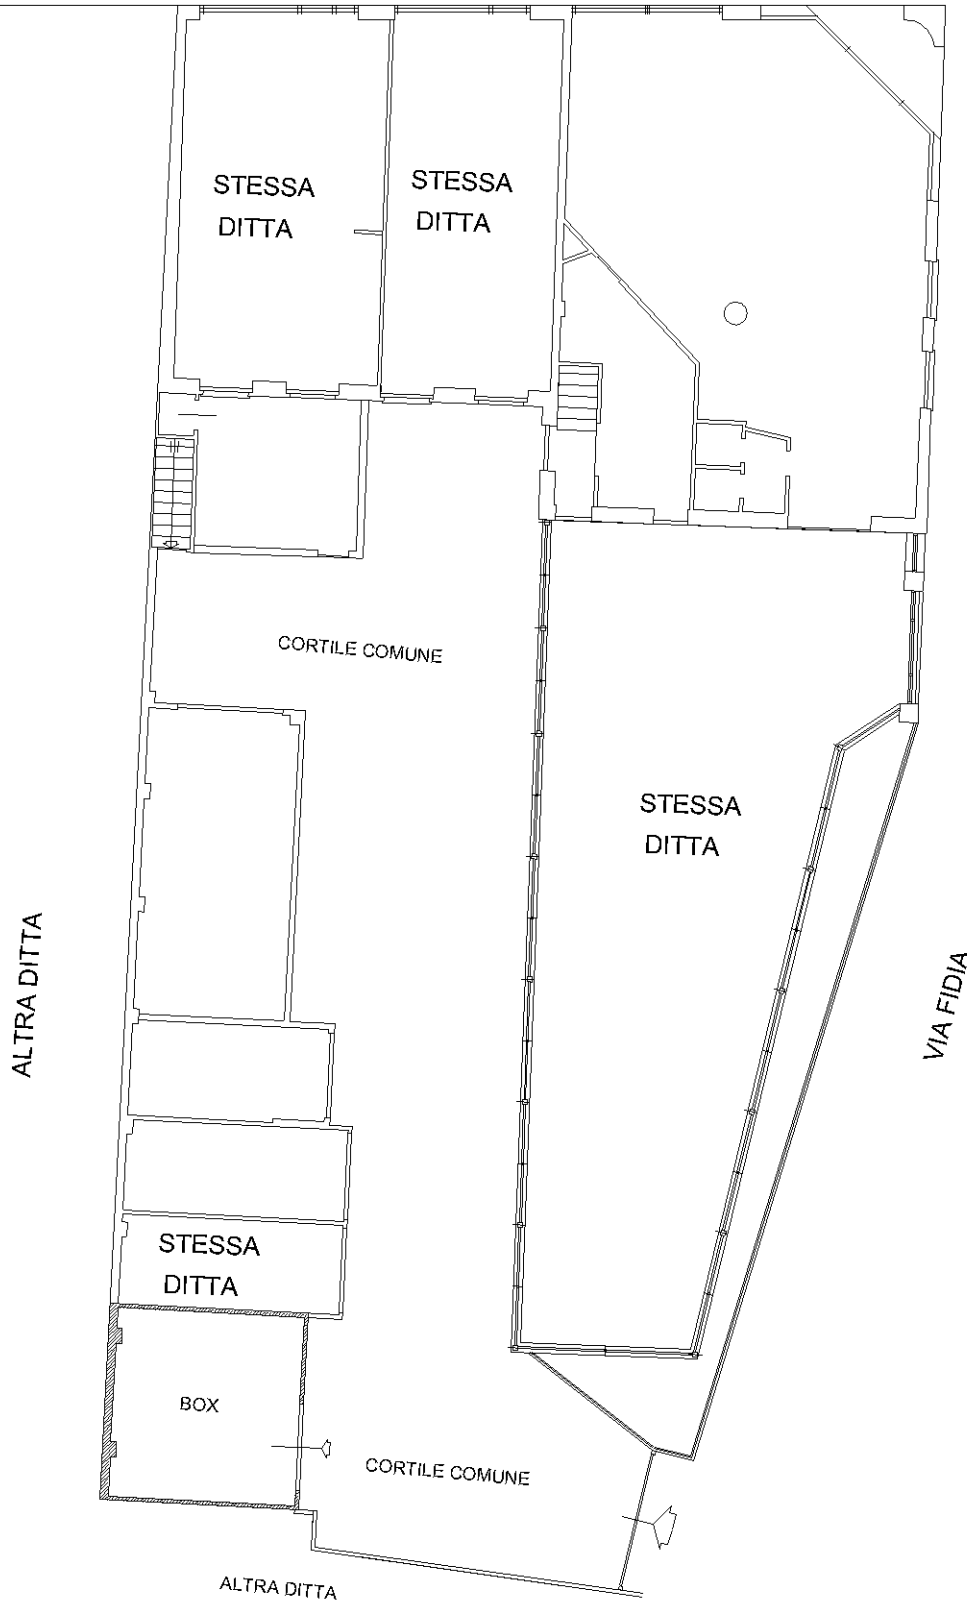 STESSA
DITTA
STESSA
DITTA
CORTILE COMUNE
STESSA
DITTA
ALTRA DITTA
VIA FIDIA
STESSA
DITTA
BOX
CORTILE COMUNE
ALTRA DITTA